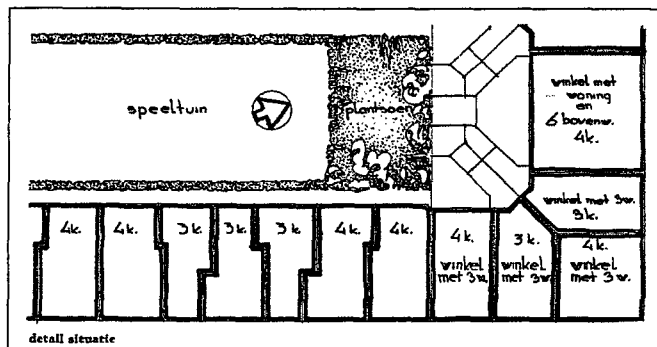 speeltuin
plantsoen
winkel met
woning
en
6 bovenw.
4k.
winkel met 3w.
3k.
4k.
winkel
met 3w.
4k.
4k.
3k.
3k.
3k.
4k.
4k.
4k.
winkel
met 3w.
3k.
winkel
met 3w.
detail situatie